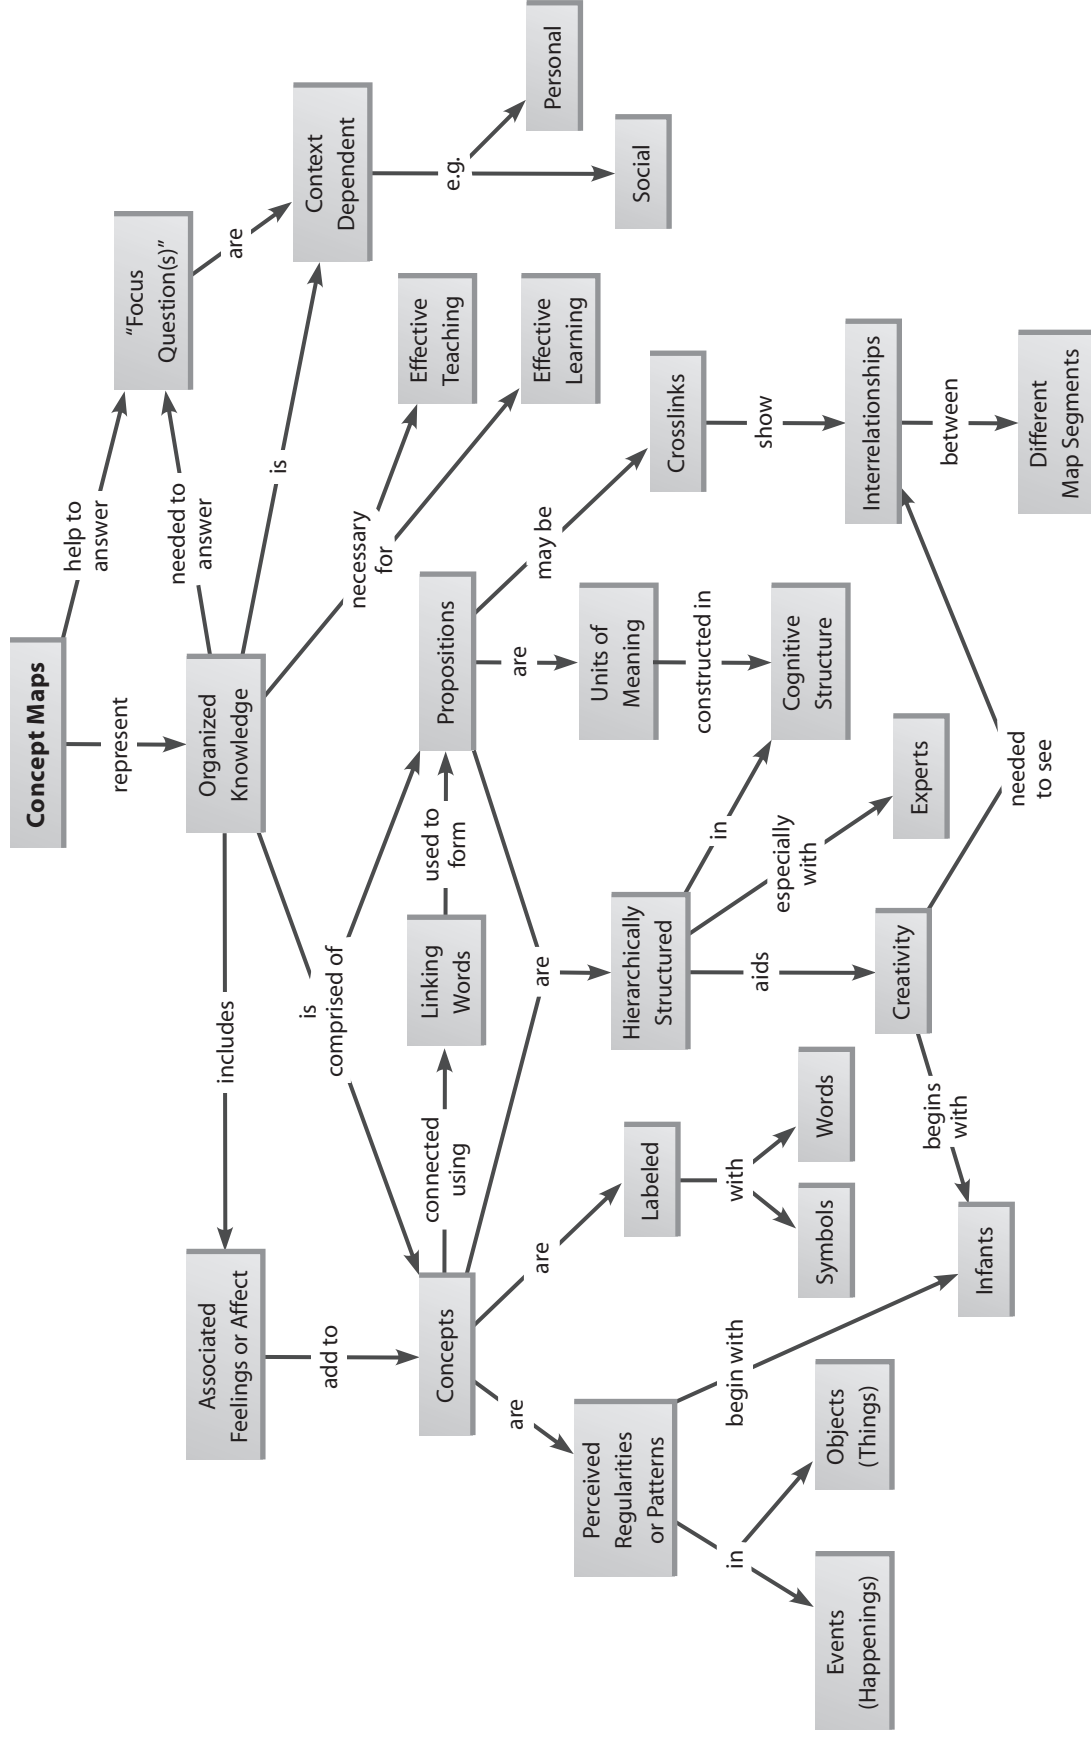 Concept Maps
represent
help to
answer
"Focus
Question(s)"
are
needed to
answer
Organized
Knowledge
is
Context
Dependent
e.g.
Personal
Social
includes
Associated
Feelings or Affect
add to
is
comprised of
necessary
for
Effective
Teaching
Effective
Learning
Concepts
connected
using
Linking
Words
used to
form
Propositions
are
are
are
are
may be
Crosslinks
show
Interrelationships
between
Different
Map Segments
Units of
Meaning
constructed in
Cognitive
Structure
Hierarchically
Structured
in
especially
with
Experts
aids
Creativity
needed
to see
begins
with
Infants
Labeled
with
Symbols
Words
Perceived
Regularities
or Patterns
begin with
in
Events
(Happenings)
Objects
(Things)